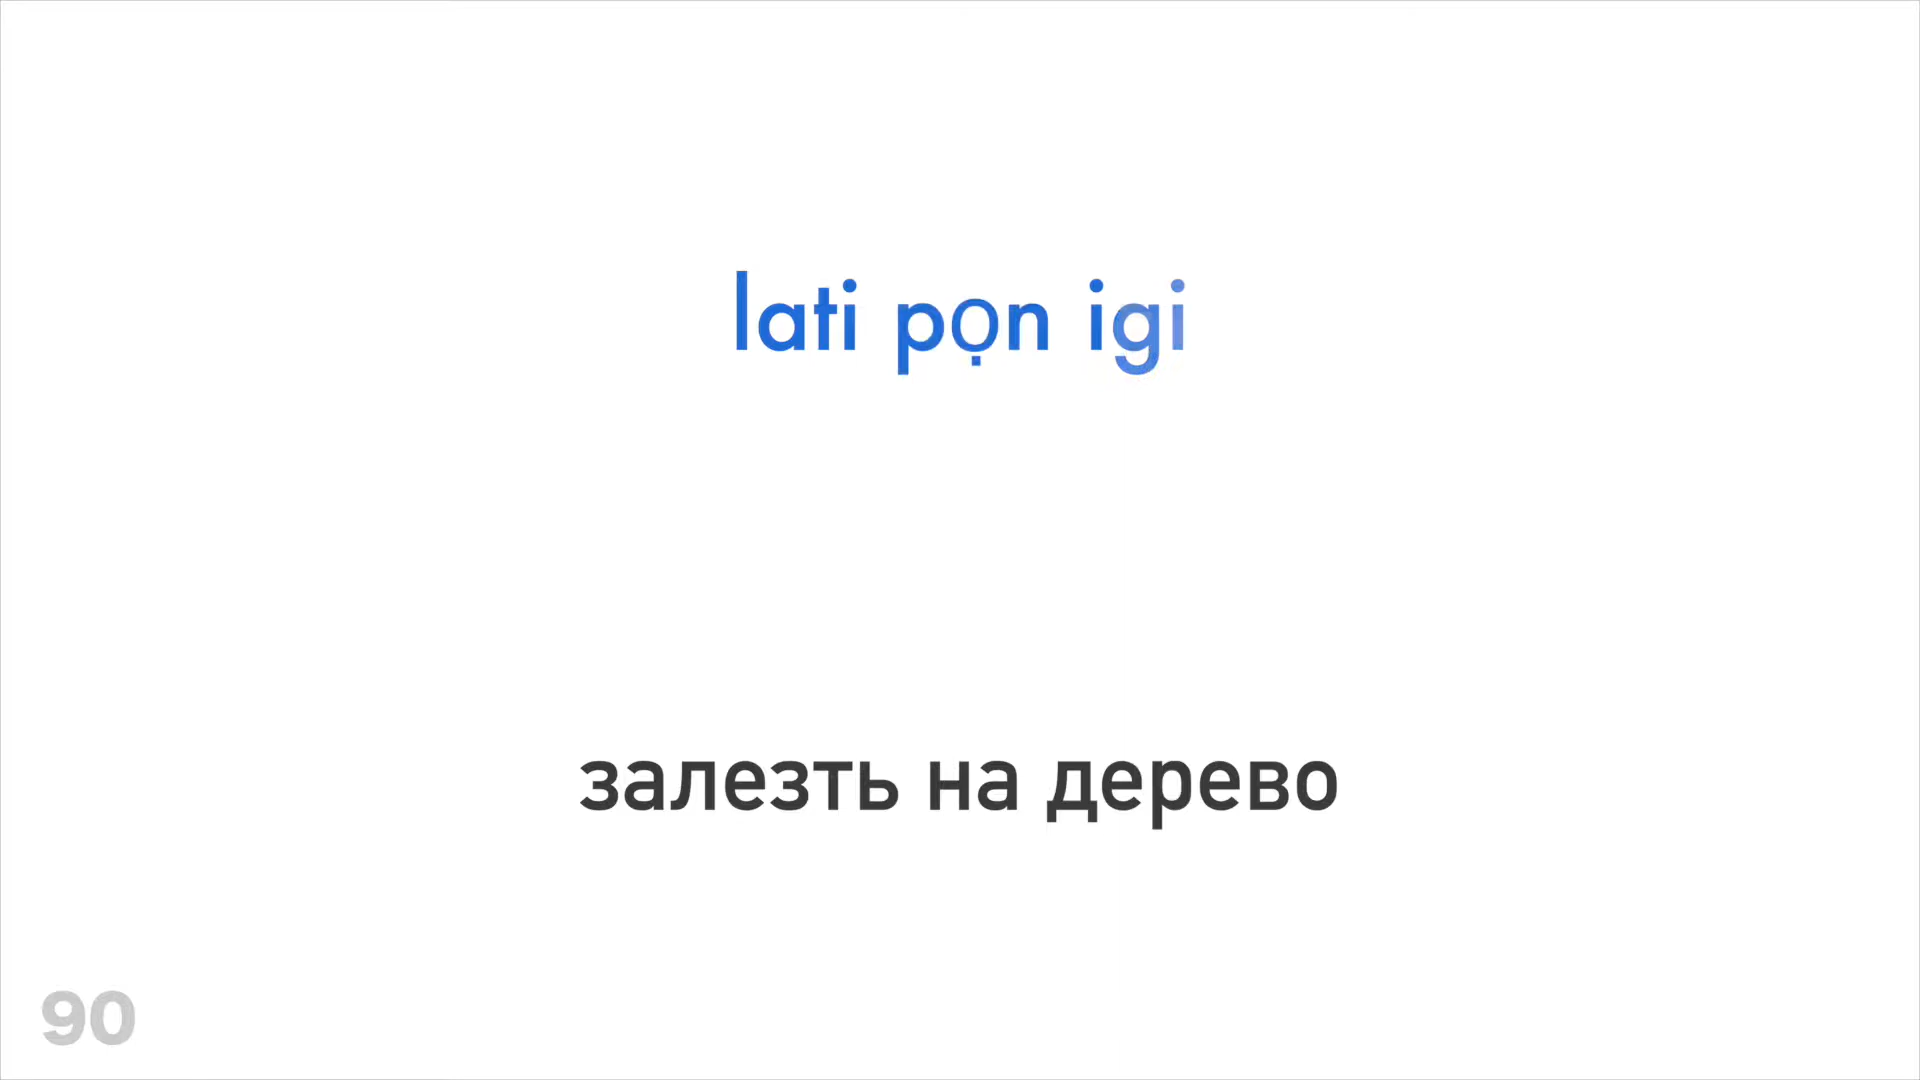 lati pọn igi
залезть на дерево
90